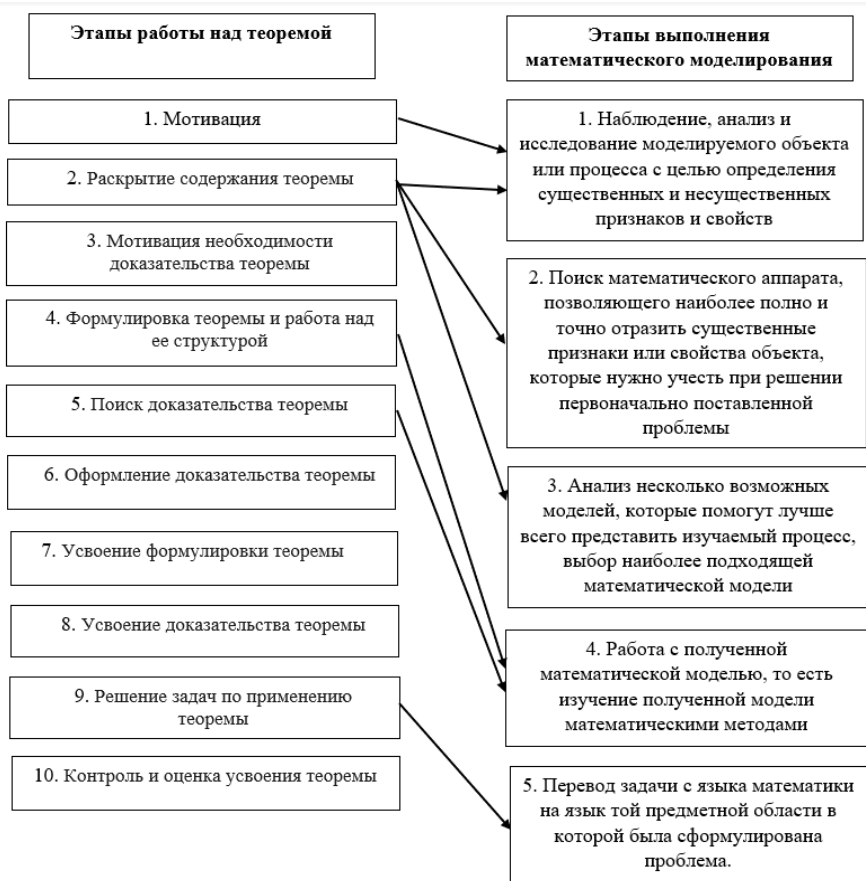 Этапы работы над теоремой
1. Мотивация
2. Раскрытие содержания теоремы
3. Мотивация необходимости
доказательства теоремы
4. Формулировка теоремы и работа над
ее структурой
5. Поиск доказательства теоремы
6. Оформление доказательства теоремы
7. Усвоение формулировки теоремы
8. Усвоение доказательства теоремы
9. Решение задач по применению
теоремы
10. Контроль и оценка усвоения теоремы
Этапы выполнения
математического моделирования
1. Наблюдение, анализ и
исследование моделируемого объекта
или процесса с целью определения
существенных и несущественных
признаков и свойств
2. Поиск математического аппарата,
позволяющего наиболее полно и
точно отразить существенные
признаки или свойства объекта,
которые нужно учесть при решении
первоначально поставленной
проблемы
3. Анализ несколько возможных
моделей, которые помогут лучше
всего представить изучаемый процесс,
выбор наиболее подходящей
математической модели
4. Работа с полученной
математической моделью, то есть
изучение полученной модели
математическими методами
5. Перевод задачи с языка математики
на язык той предметной области в
которой была сформулирована
проблема.